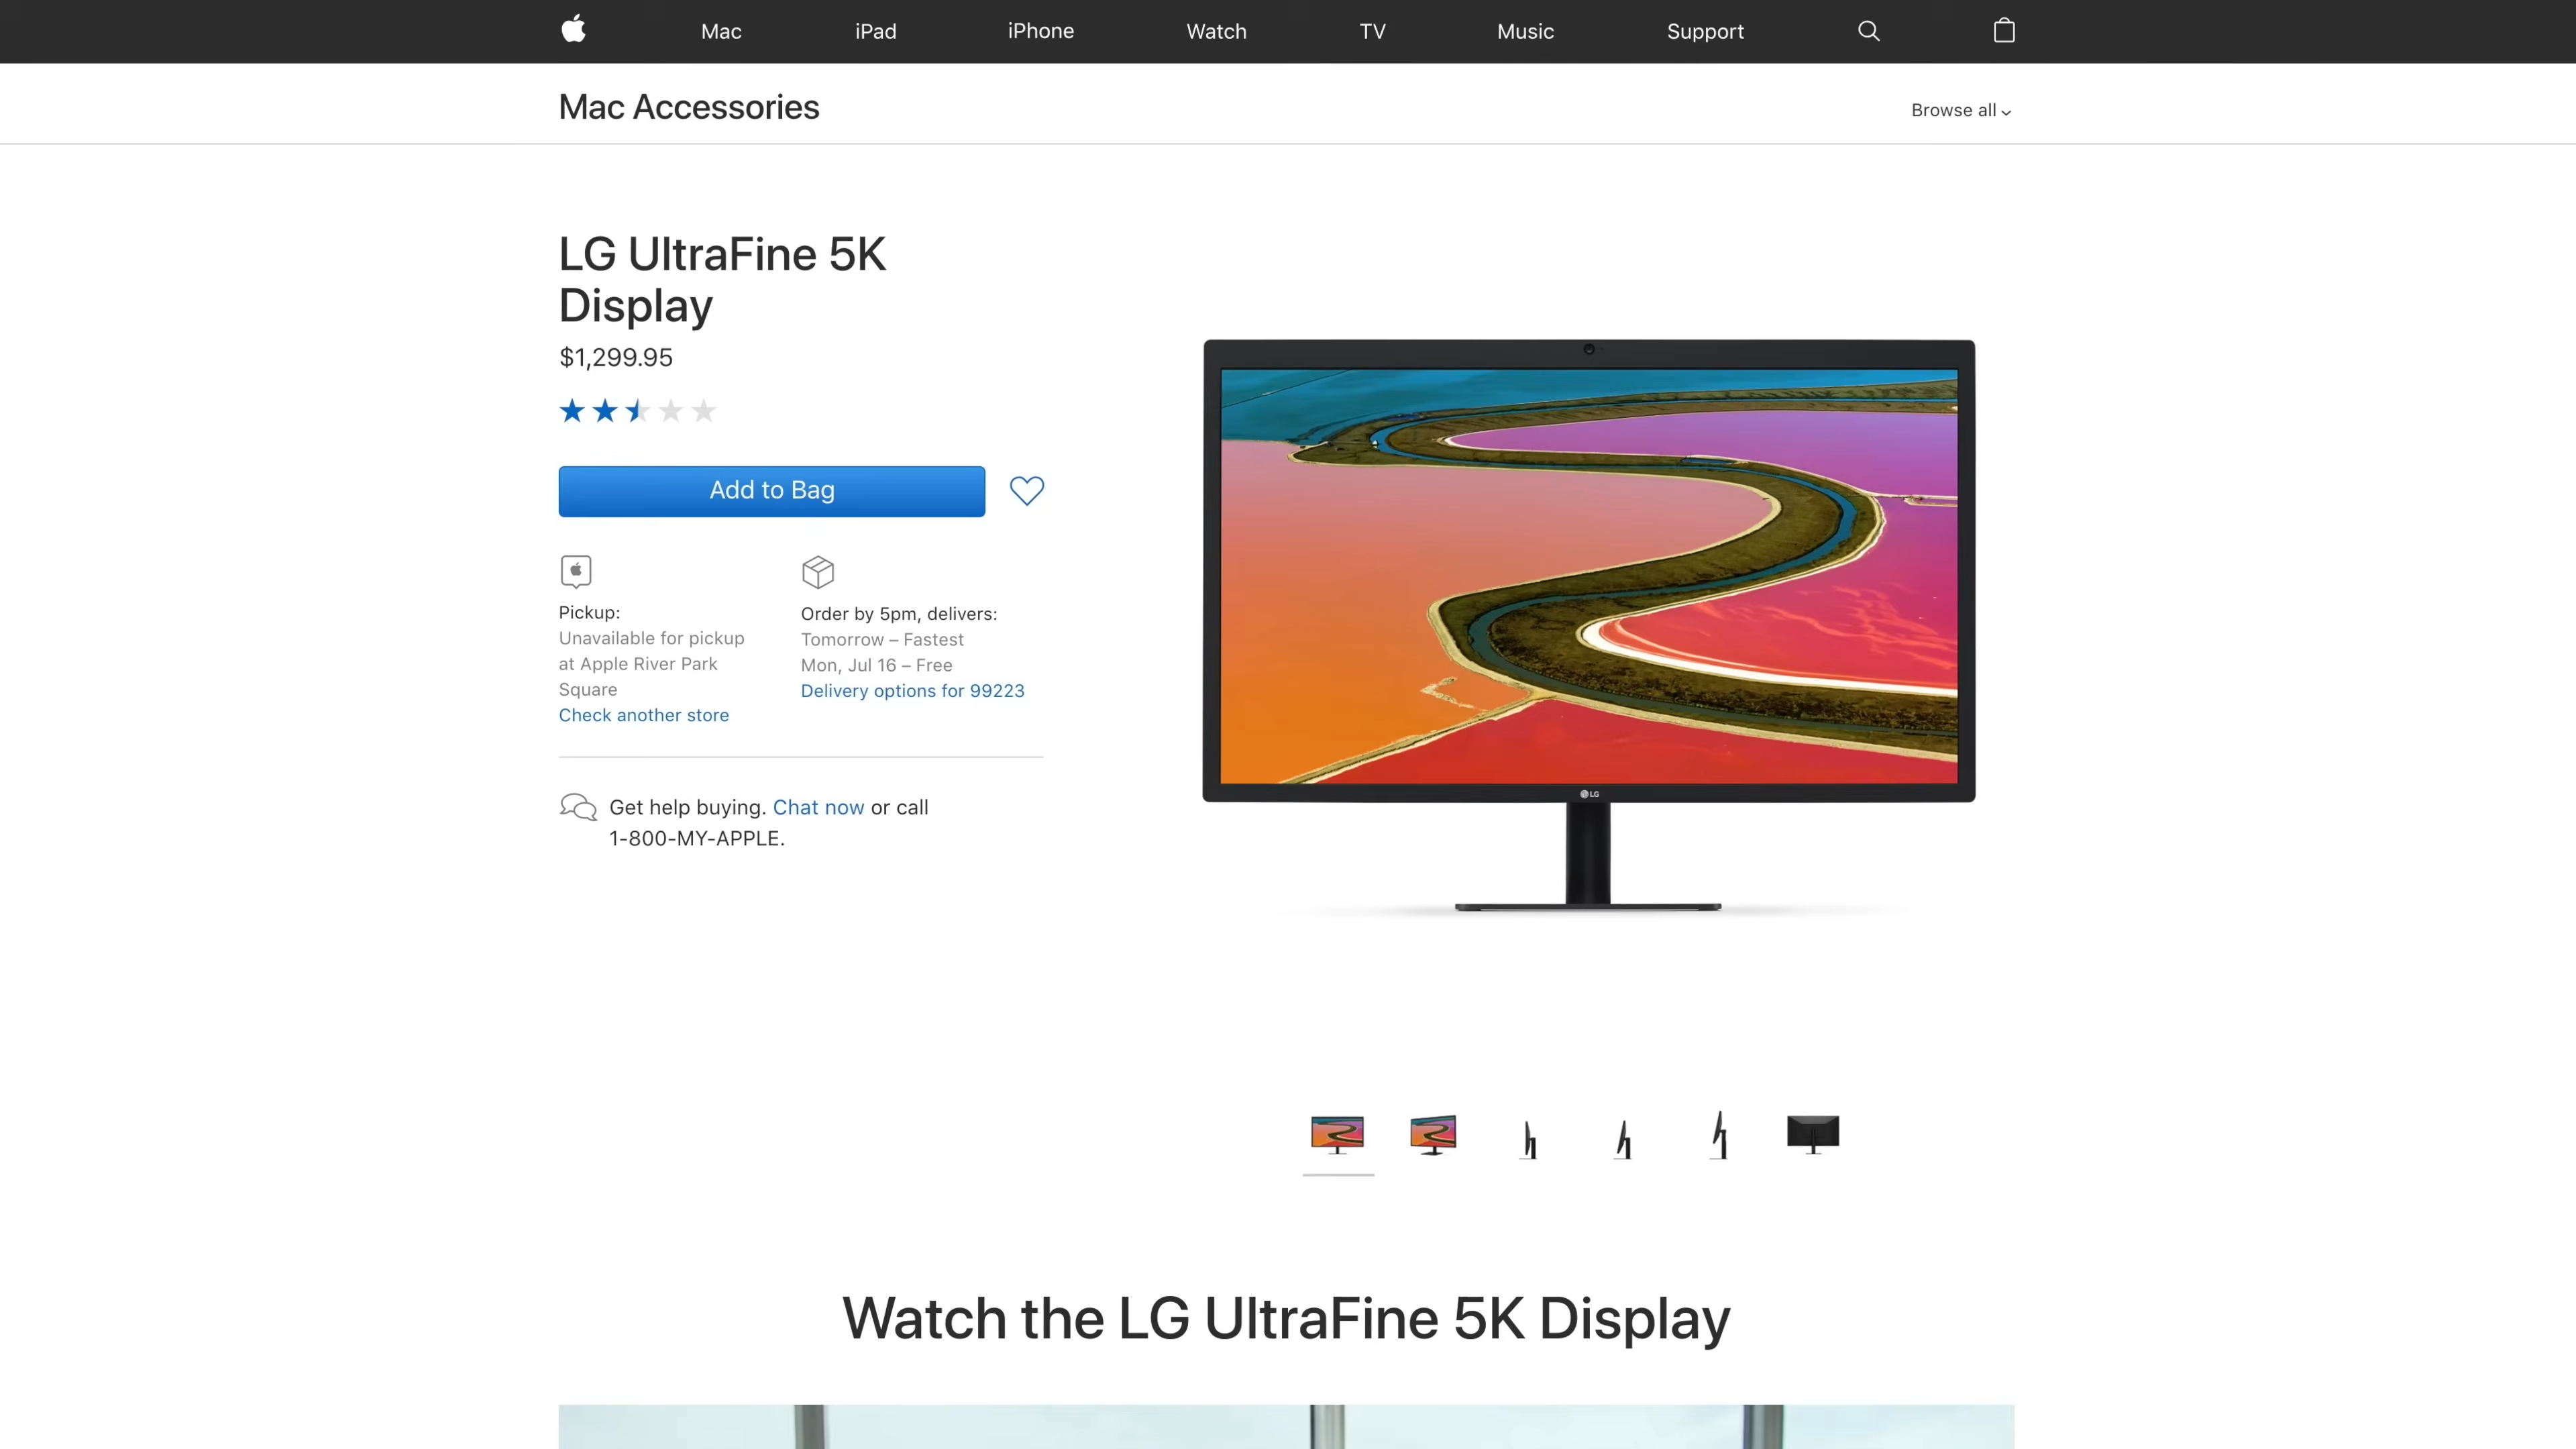 Mac
iPad
iPhone
Watch
TV
Music
Support
Mac Accessories
Browse all
LG UltraFine 5K
Display
$1,299.95
Add to Bag
Pickup:
Unavailable for pickup
at Apple River Park
Square
Check another store
Order by 5pm, delivers:
Tomorrow – Fastest
Mon, Jul 16 – Free
Delivery options for 99223
Get help buying. Chat now or call
1-800-MY-APPLE.
LG
Watch the LG UltraFine 5K Display